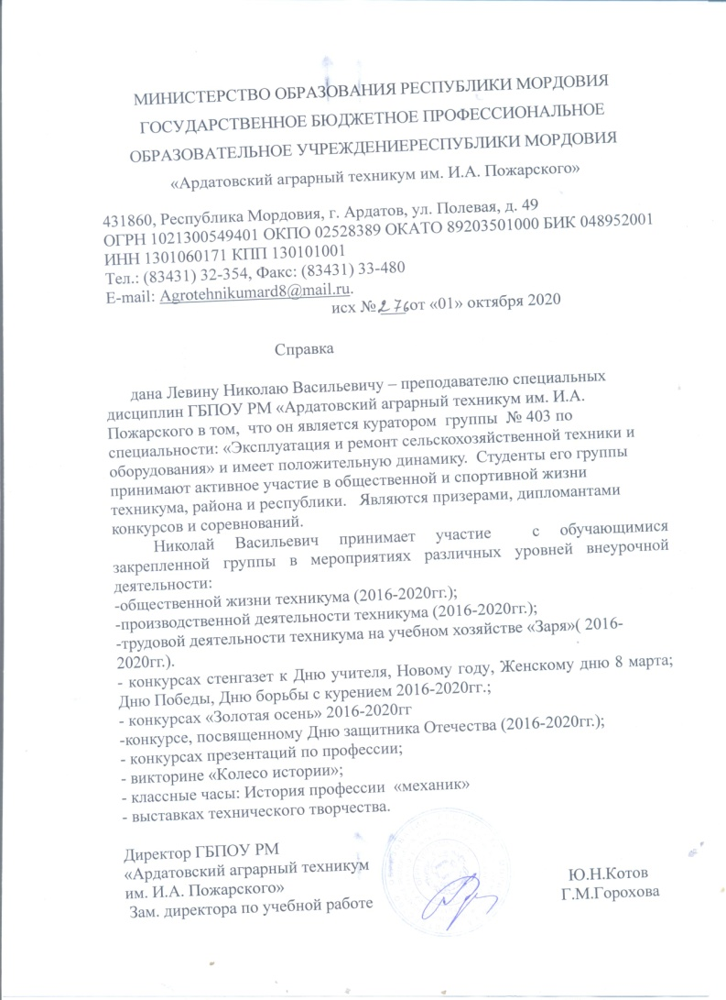 МИНИСТЕРСТВО ОБРАЗОВАНИЯ РЕСПУБЛИКИ МОРДОВИЯ
ГОСУДАРСТВЕННОЕ БЮДЖЕТНОЕ ПРОФЕССИОНАЛЬНОЕ
ОБРАЗОВАТЕЛЬНОЕ УЧРЕЖДЕНИЕРЕСПУБЛИКИ МОРДОВИЯ
«Ардатовский аграрный техникум им. И.А. Пожарского»
431860, Республика Мордовия, г. Ардатов, ул. Полевая, д. 49
ОГРН 1021300549401 ОКПО 02528389 ОКАТО 89203501000 БИК 048952001
ИНН 1301060171 КПП 130101001
Тел.: (83431) 32-354, Факс: (83431) 33-480
E-mail: Agrotehnikumard8@mail.ru.
исх №276от «01» октября 2020
Справка
дана Левину Николаю Васильевичу – преподавателю специальных
дисциплин ГБПОУ РМ «Ардатовский аграрный техникум им. И.А.
Пожарского в том, что он является куратором группы № 403 по
специальности: «Эксплуатация и ремонт сельскохозяйственной техники и
оборудования» и имеет положительную динамику. Студенты его группы
принимают активное участие в общественной и спортивной жизни
техникума, района и республики. Являются призерами, дипломантами
конкурсов и соревнований.
Николай Васильевич принимает участие с обучающимися
закрепленной группы в мероприятиях различных уровней внеурочной
деятельности:
-общественной жизни техникума (2016-2020гг.);
-производственной деятельности техникума (2016-2020гг.);
-трудовой деятельности техникума на учебном хозяйстве «Заря»( 2016-
2020гг.).
- конкурсах стенгазет к Дню учителя, Новому году, Женскому дню 8 марта;
Дню Победы, Дню борьбы с курением 2016-2020гг.;
- конкурсах «Золотая осень» 2016-2020гг
-конкурсе, посвященному Дню защитника Отечества (2016-2020гг.);
- конкурсах презентаций по профессии;
- викторине «Колесо истории»;
- классные часы: История профессии «механик»
- выставках технического творчества.
Директор ГБПОУ РМ
«Ардатовский аграрный техникум
им. И.А. Пожарского» Ю.Н.Котов
Зам. директора по учебной работе Г.М.Горохова